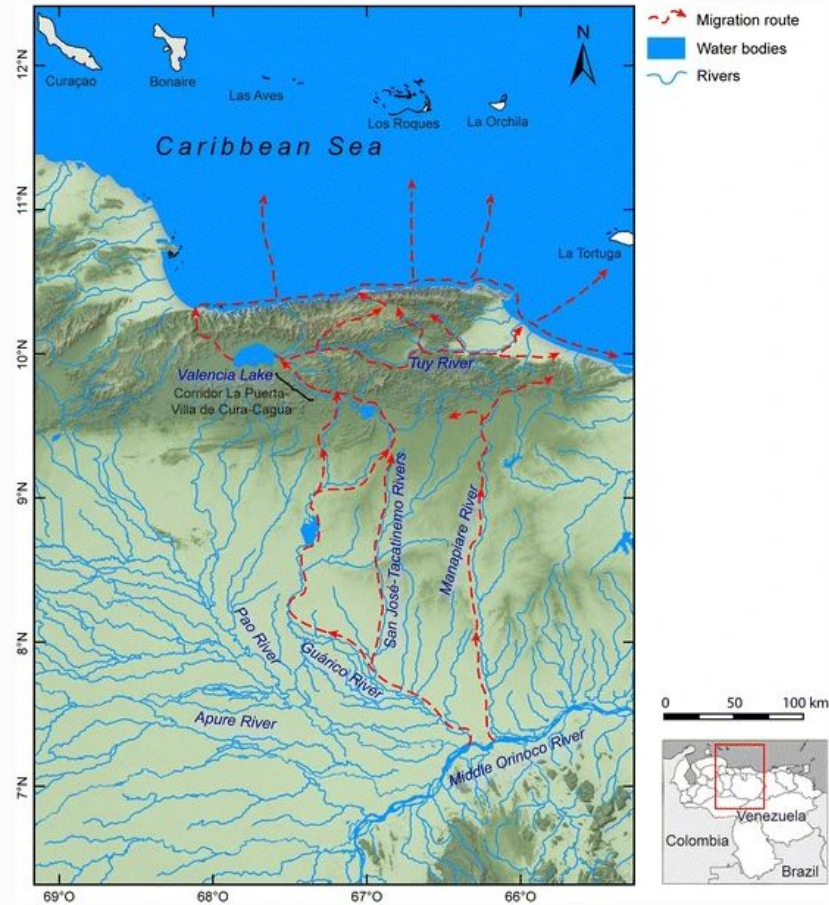 Migration route
Water bodies
Rivers
N
12°N
11°N
10°N
9°N
8°N
7°N
69°O
68°O
67°O
66°O
Curaçao
Bonaire
Las Aves
Los Roques
La Orchila
Caribbean Sea
La Tortuga
Valencia Lake
Corridor La Puerta-
Villa de Cura-Cagua
Tuy River
San José-Tacatinemo Rivers
Manapiare River
Pao River
Guárico River
Apure River
Middle Orinoco River
0 50 100 km
Venezuela
Colombia
Brazil